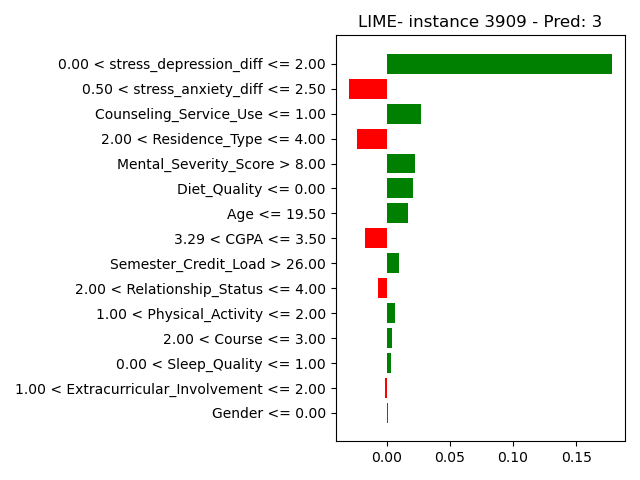 LIME- instance 3909 - Pred: 3
0.00 < stress_depression_diff <= 2.00
0.50 < stress_anxiety_diff <= 2.50
Counseling_Service_Use <= 1.00
2.00 < Residence_Type <= 4.00
Mental_Severity_Score > 8.00
Diet_Quality <= 0.00
Age <= 19.50
3.29 < CGPA <= 3.50
Semester_Credit_Load > 26.00
2.00 < Relationship_Status <= 4.00
1.00 < Physical_Activity <= 2.00
2.00 < Course <= 3.00
0.00 < Sleep_Quality <= 1.00
1.00 < Extracurricular_Involvement <= 2.00
Gender <= 0.00
0.00 0.05 0.10 0.15